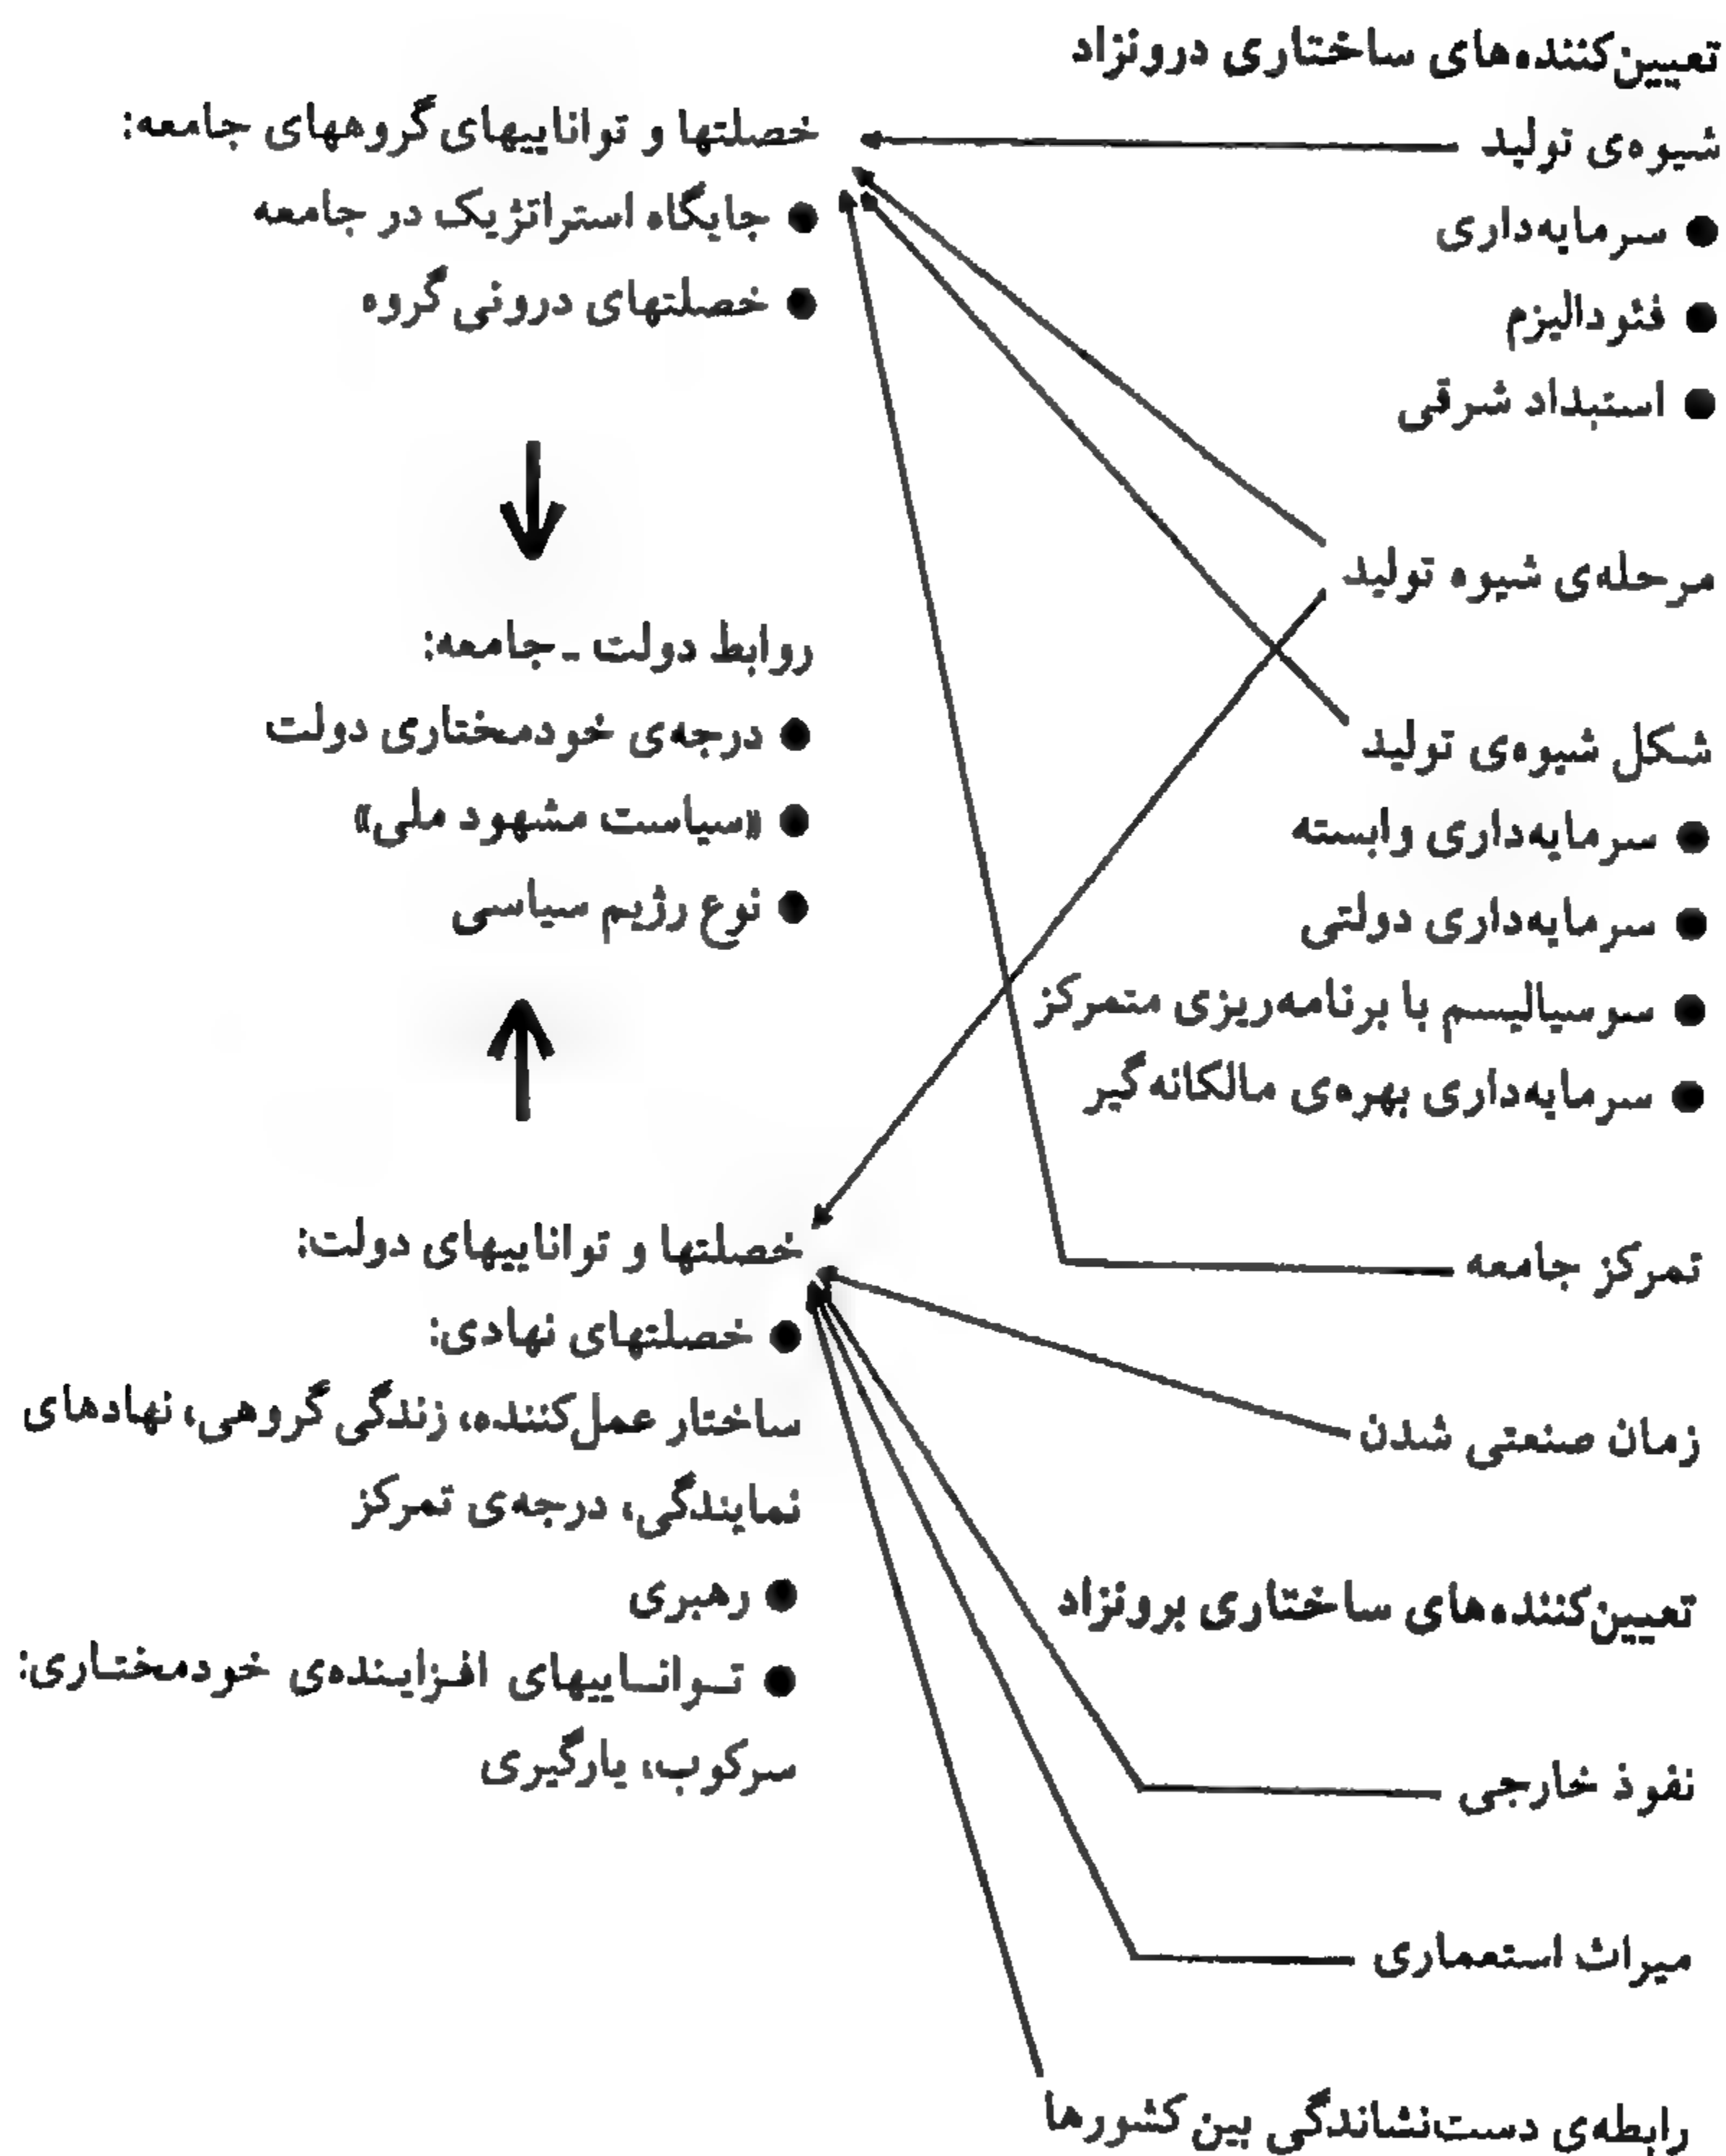 تعیین‌کننده‌های ساختاری درونزاد
شیوه‌ی تولید
● سرمایه‌داری
● فئودالیزم
● استبداد شرقی
مرحله‌ی شیوه تولید
شکل شیوه‌ی تولید
● سرمایه‌داری وابسته
● سرمایه‌داری دولتی
● سوسیالیسم با برنامه‌ریزی متمرکز
● سرمایه‌داری بهره‌ی مالکانه‌گیر
تمرکز جامعه
زمان صنعتی شدن
تعیین‌کننده‌های ساختاری برونزاد
نفوذ خارجی
میراث استعماری
رابطه‌ی دست‌نشاندگی بین کشورها
خصلتها و تواناییهای گروههای جامعه:
● جایگاه استراتژیک در جامعه
● خصلتهای درونی گروه
روابط دولت ـ جامعه:
● درجه‌ی خودمختاری دولت
● «سیاست مشهود ملی»
● نوع رژیم سیاسی
خصلتها و تواناییهای دولت:
● خصلتهای نهادی:
ساختار عمل‌کننده، زندگی گروهی، نهادهای
نمایندگی، درجه‌ی تمرکز
● رهبری
● تـوانـاییهای افـزاینده‌ی خودمختـاری:
سرکوب، یارگیری